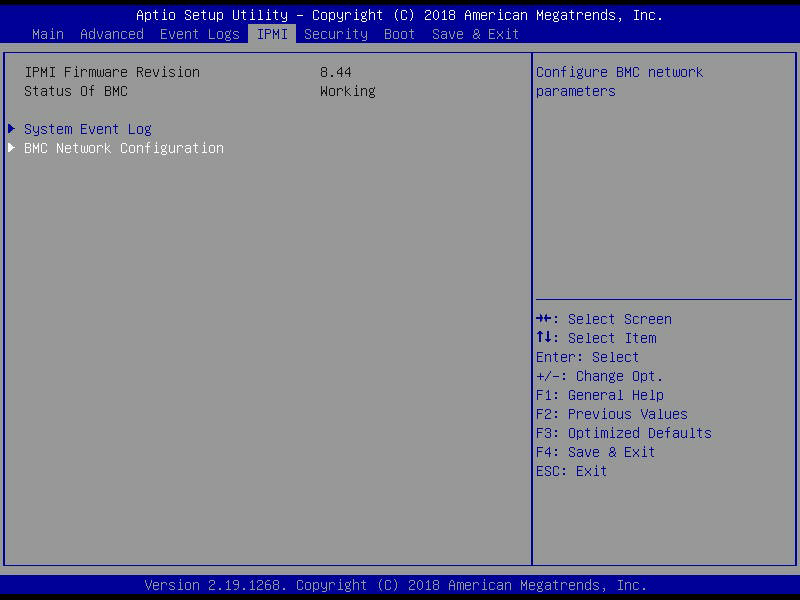 Aptio Setup Utility – Copyright (C) 2018 American Megatrends, Inc.
Main Advanced Event Logs IPMI Security Boot Save & Exit
IPMI Firmware Revision 8.44
Status Of BMC Working
System Event Log
BMC Network Configuration
Configure BMC network
parameters
→←: Select Screen
↑↓: Select Item
Enter: Select
+/-: Change Opt.
F1: General Help
F2: Previous Values
F3: Optimized Defaults
F4: Save & Exit
ESC: Exit
Version 2.19.1268. Copyright (C) 2018 American Megatrends, Inc.